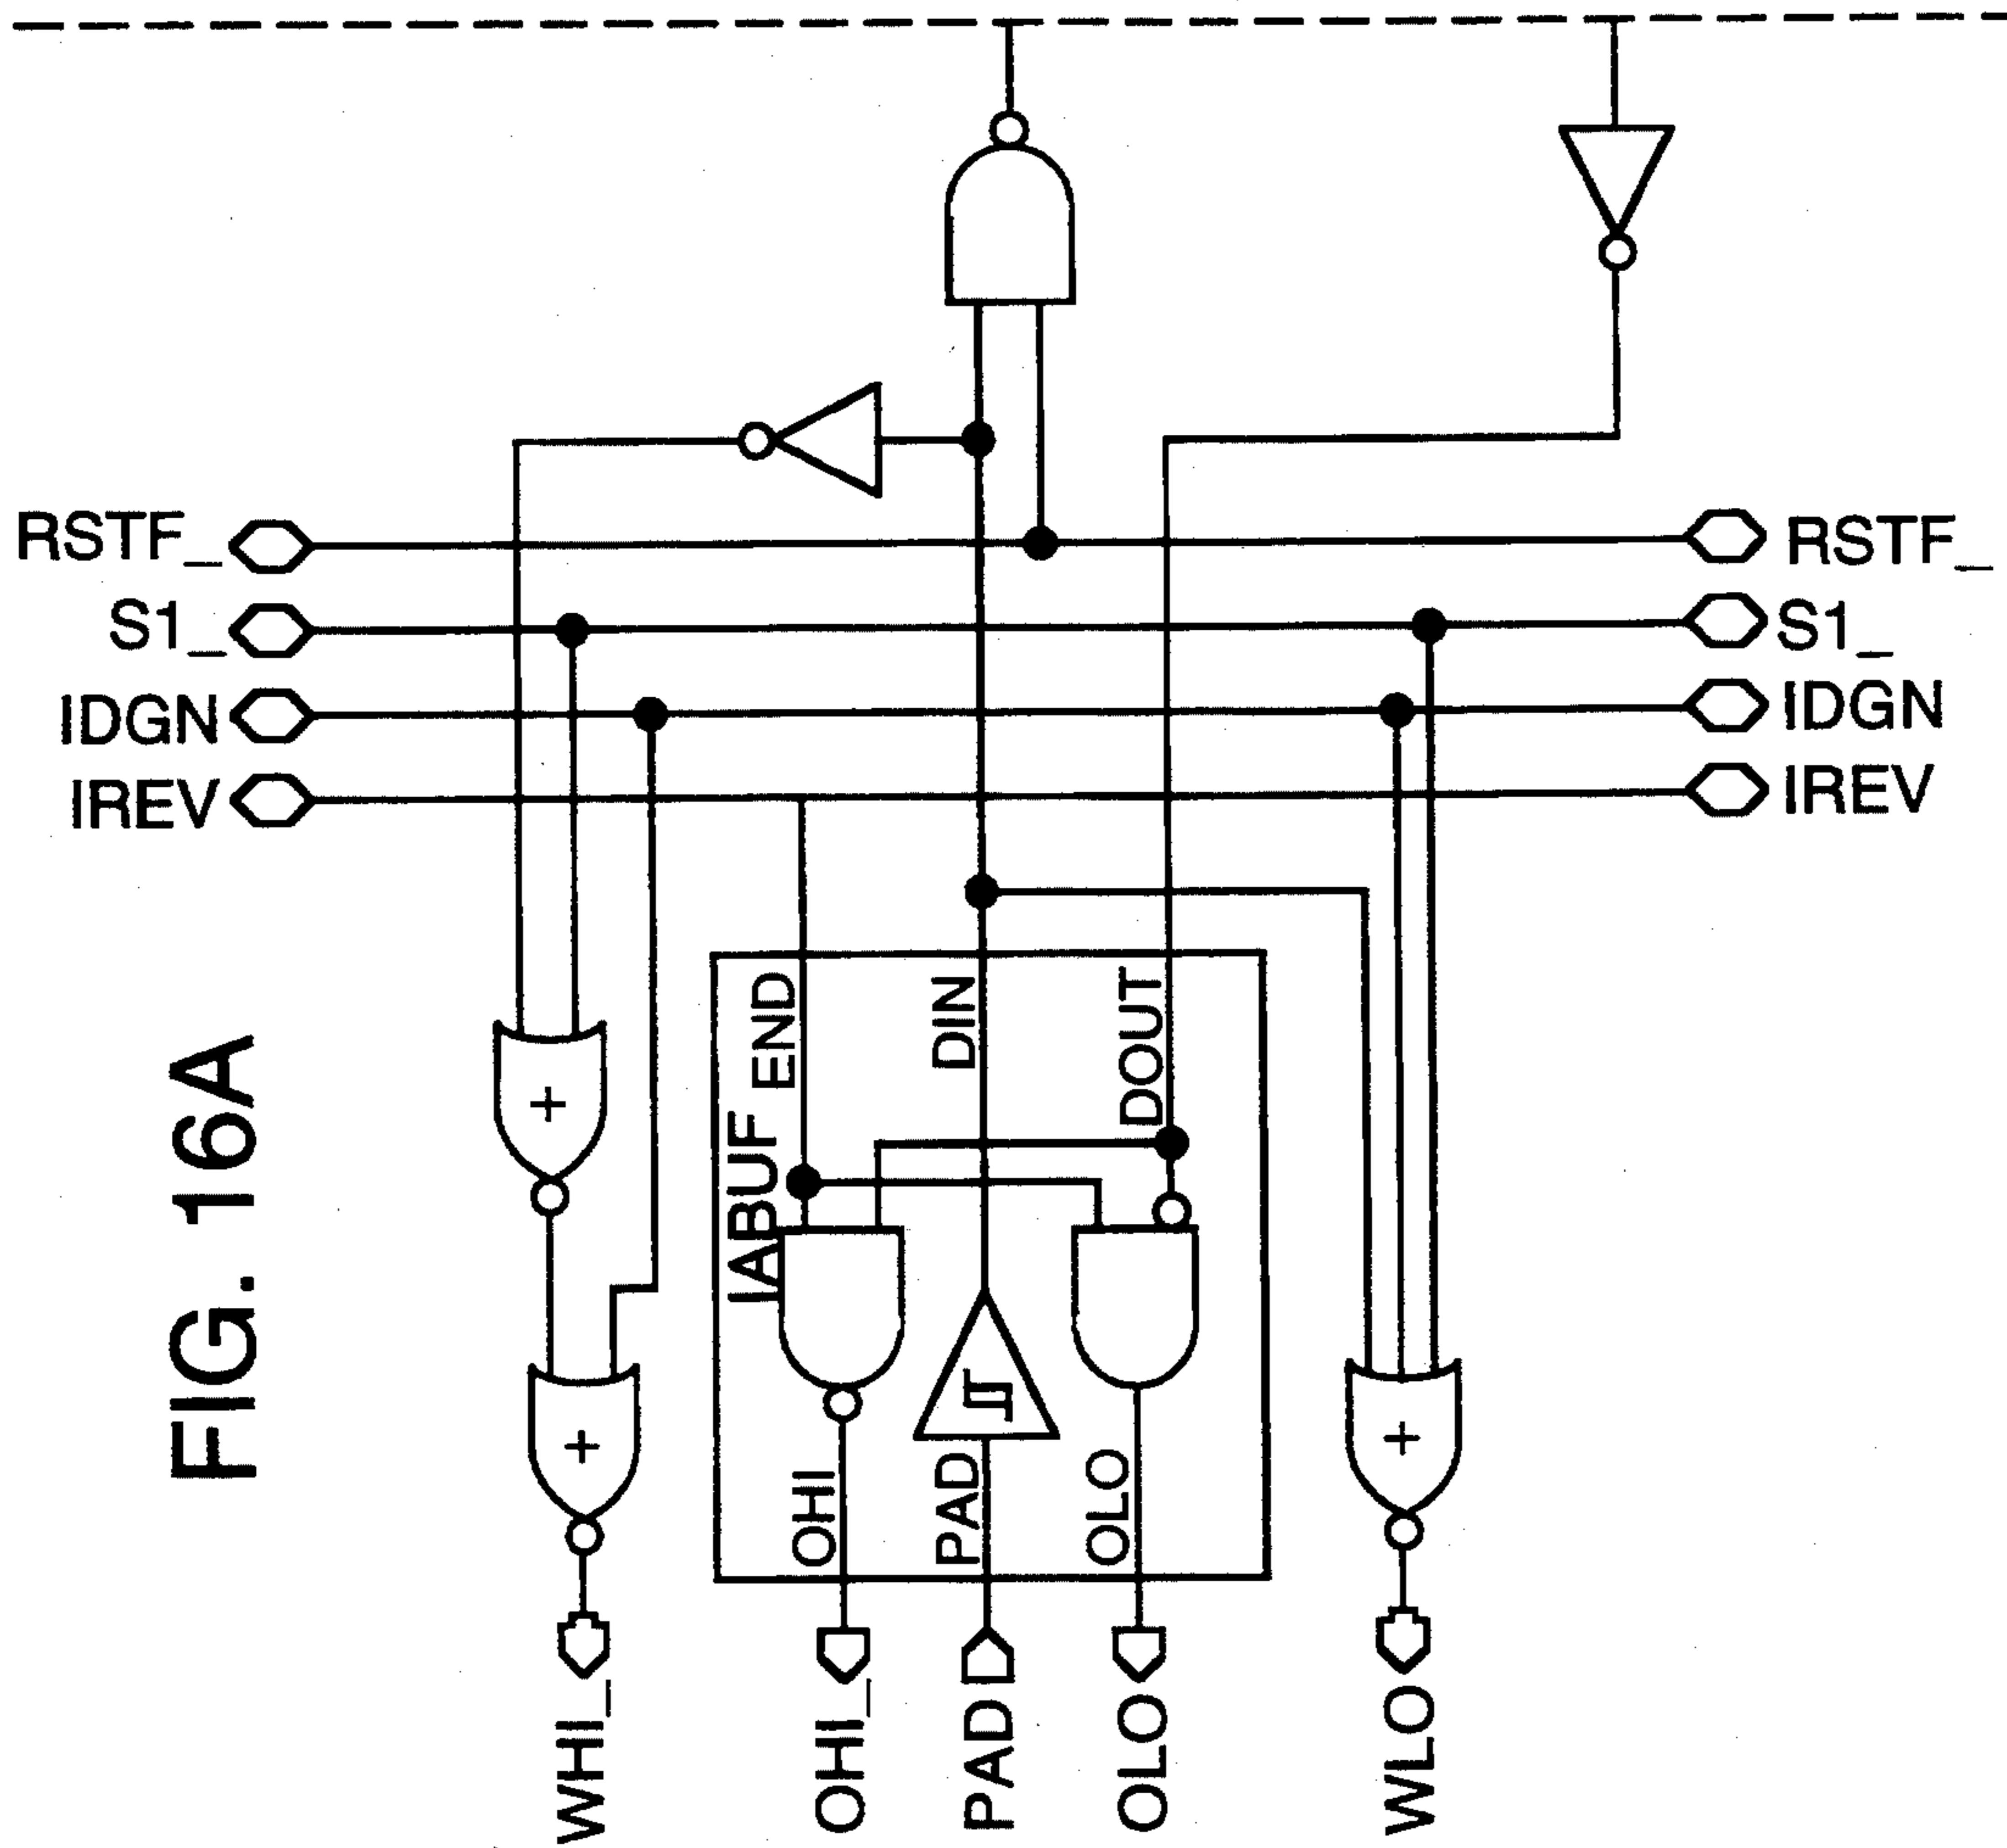 RSTF_
RSTF_
S1_
S1_
IDGN
IDGN
IREV
IREV
FIG. 16A
IABUF
END
DIN
DOUT
+
+
+
OHI
PAD
OLO
WHI_
OHI_
PAD
OLO
WLO